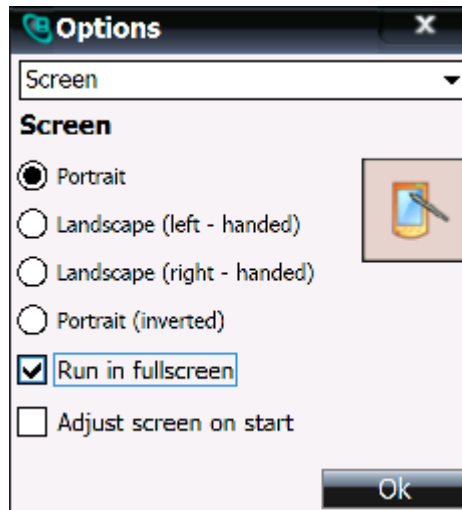 Options
Screen
Screen
Portrait
Landscape (left - handed)
Landscape (right - handed)
Portrait (inverted)
Run in fullscreen
Adjust screen on start
Ok